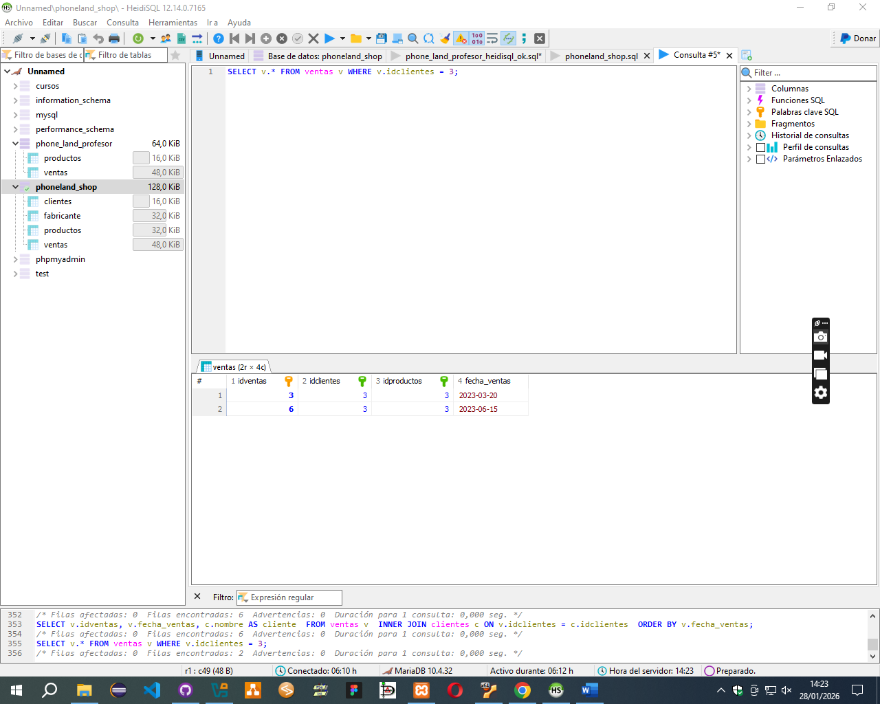 Unnamed\phoneland_shop\ - HeidiSQL 12.14.0.7165
Archivo Editar Buscar Consulta Herramientas Ir a Ayuda
Donar
Filtro de bases de c Filtro de tablas
Unnamed Base de datos: phoneland_shop phone_land_profesor_heidisql_ok.sql* phoneland_shop.sql Consulta #5*
Unnamed
cursos
information_schema
mysql
performance_schema
phone_land_profesor 64,0 KiB
productos 16,0 KiB
ventas 48,0 KiB
phoneland_shop 128,0 KiB
clientes 16,0 KiB
fabricante 32,0 KiB
productos 32,0 KiB
ventas 48,0 KiB
phpmyadmin
test
1 SELECT v.* FROM ventas v WHERE v.idclientes = 3;
Filter ...
Columnas
Funciones SQL
Palabras clave SQL
Fragmentos
Historial de consultas
Perfil de consultas
Parámetros Enlazados
ventas (2r × 4c)
# 1 idventas 2 idclientes 3 idproductos 4 fecha_ventas
1 3 3 3 2023-03-20
2 6 3 3 2023-06-15
Filtro: Expresión regular
352 /* Filas afectadas: 0 Filas encontradas: 6 Advertencias: 0 Duración para 1 consulta: 0,000 seg. */
353 SELECT v.idventas, v.fecha_ventas, c.nombre AS cliente FROM ventas v INNER JOIN clientes c ON v.idclientes = c.idclientes ORDER BY v.fecha_ventas;
354 /* Filas afectadas: 0 Filas encontradas: 6 Advertencias: 0 Duración para 1 consulta: 0,000 seg. */
355 SELECT v.* FROM ventas v WHERE v.idclientes = 3;
356 /* Filas afectadas: 0 Filas encontradas: 2 Advertencias: 0 Duración para 1 consulta: 0,000 seg. */
r1 : c49 (48 B) Conectado: 06:10 h MariaDB 10.4.32 Activo durante: 06:12 h Hora del servidor: 14:23 Preparado.
14:23
28/01/2026